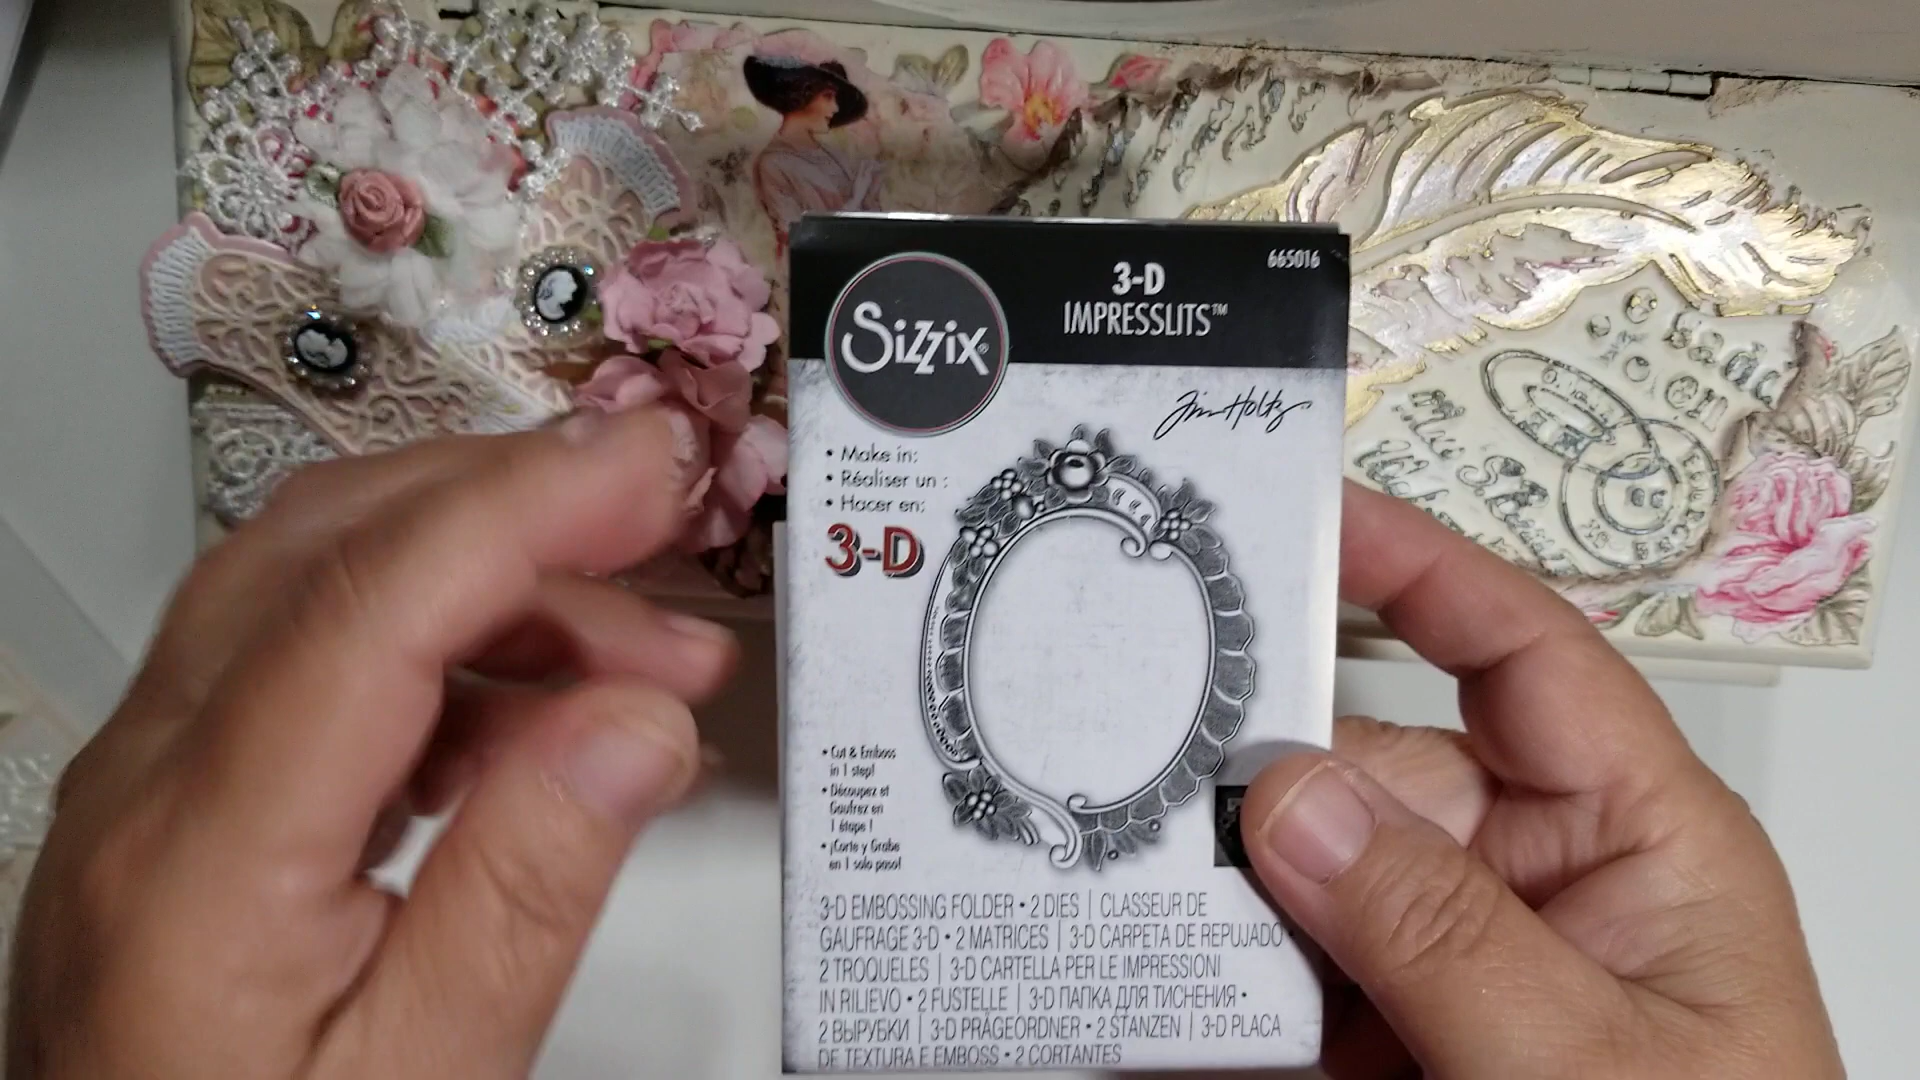 Sizzix®
3-D
IMPRESSLITS™
665016
Tim Holtz
• Make in:
• Réaliser un :
• Hacer en:
3-D
• Cut & Emboss
in 1 step!
• Découpez et
Gaufrez en
1 étape !
• ¡Corte y Grabe
en 1 solo paso!
3-D EMBOSSING FOLDER • 2 DIES | CLASSEUR DE
GAUFRAGE 3-D • 2 MATRICES | 3-D CARPETA DE REPUJADO •
2 TROQUELES | 3-D CARTELLA PER LE IMPRESSIONI
IN RILIEVO • 2 FUSTELLE | 3-D ПАПКА ДЛЯ ТИСНЕНИЯ •
2 ВЫРУБКИ | 3-D PRÄGEORDNER • 2 STANZEN | 3-D PLACA
DE TEXTURA E EMBOSS • 2 CORTANTES